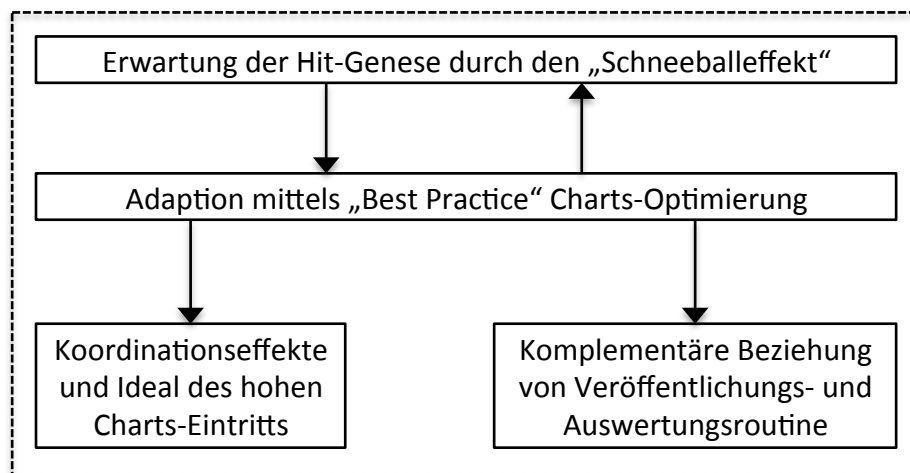 Erwartung der Hit-Genese durch den „Schneeballeffekt“
Adaption mittels „Best Practice“ Charts-Optimierung
Koordinationseffekte
und Ideal des hohen
Charts-Eintritts
Komplementäre Beziehung
von Veröffentlichungs- und
Auswertungsroutine